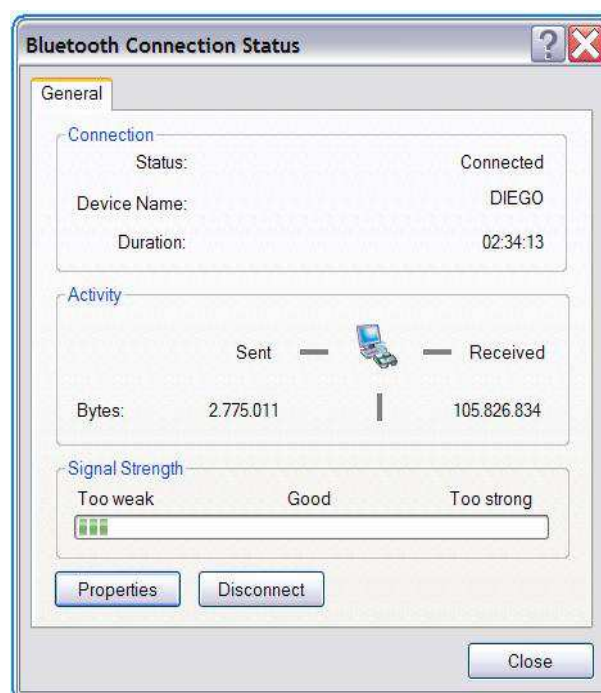 Bluetooth Connection Status
General
Connection
Status: Connected
Device Name: DIEGO
Duration: 02:34:13
Activity
Sent Received
Bytes: 2.775.011 105.826.834
Signal Strength
Too weak Good Too strong
Properties Disconnect
Close